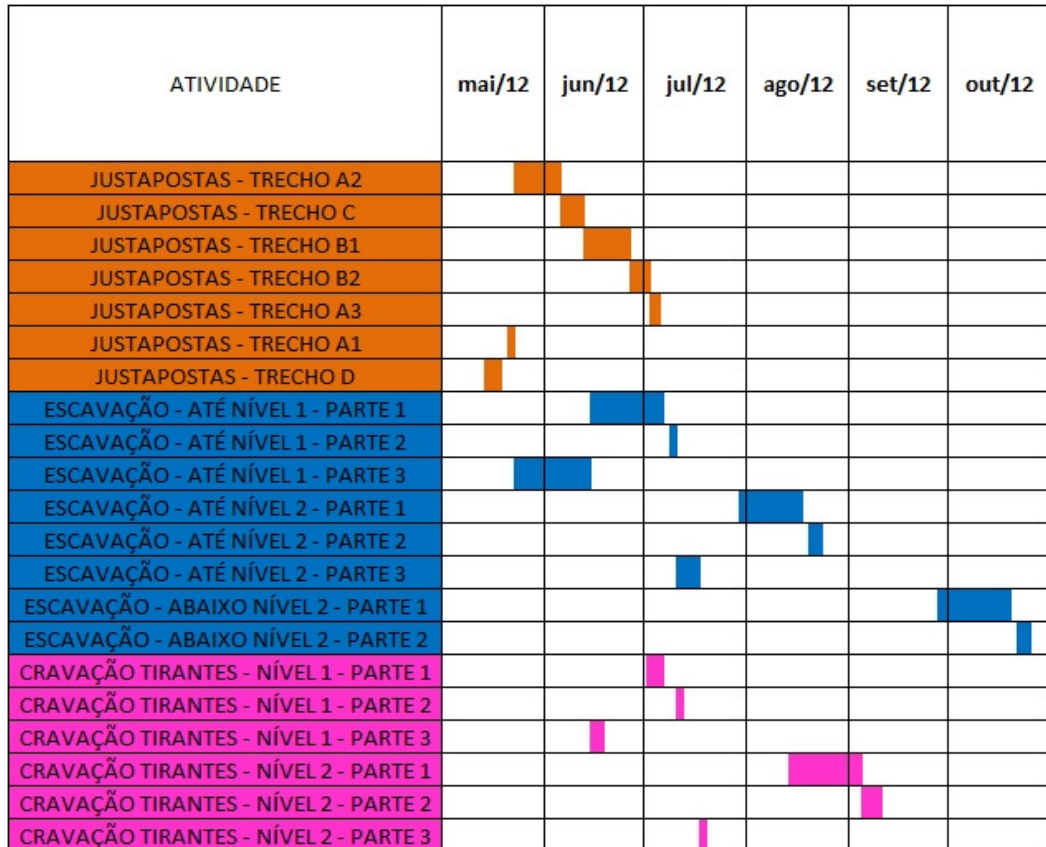 ATIVIDADE mai/12 jun/12 jul/12 ago/12 set/12 out/12
JUSTAPOSTAS - TRECHO A2
JUSTAPOSTAS - TRECHO C
JUSTAPOSTAS - TRECHO B1
JUSTAPOSTAS - TRECHO B2
JUSTAPOSTAS - TRECHO A3
JUSTAPOSTAS - TRECHO A1
JUSTAPOSTAS - TRECHO D
ESCAVAÇÃO - ATÉ NÍVEL 1 - PARTE 1
ESCAVAÇÃO - ATÉ NÍVEL 1 - PARTE 2
ESCAVAÇÃO - ATÉ NÍVEL 1 - PARTE 3
ESCAVAÇÃO - ATÉ NÍVEL 2 - PARTE 1
ESCAVAÇÃO - ATÉ NÍVEL 2 - PARTE 2
ESCAVAÇÃO - ATÉ NÍVEL 2 - PARTE 3
ESCAVAÇÃO - ABAIXO NÍVEL 2 - PARTE 1
ESCAVAÇÃO - ABAIXO NÍVEL 2 - PARTE 2
CRAVAÇÃO TIRANTES - NÍVEL 1 - PARTE 1
CRAVAÇÃO TIRANTES - NÍVEL 1 - PARTE 2
CRAVAÇÃO TIRANTES - NÍVEL 1 - PARTE 3
CRAVAÇÃO TIRANTES - NÍVEL 2 - PARTE 1
CRAVAÇÃO TIRANTES - NÍVEL 2 - PARTE 2
CRAVAÇÃO TIRANTES - NÍVEL 2 - PARTE 3